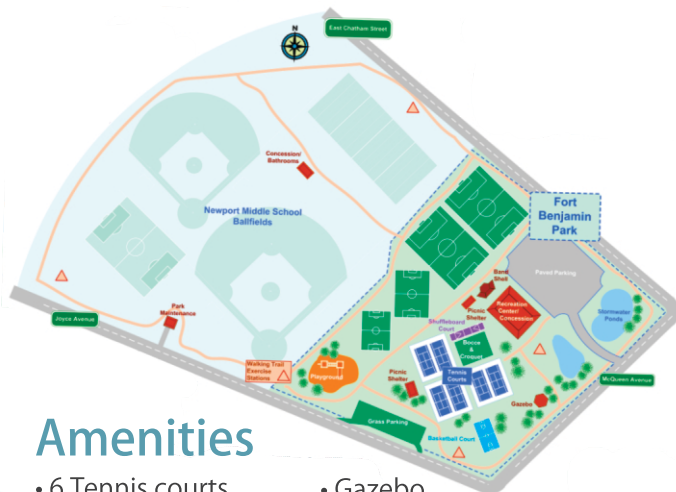 East Chatham Street
N
Concession/
Bathrooms
Fort
Benjamin
Park
Newport Middle School
Ballfields
Band
Shell
Paved Parking
Park
Maintenance
Picnic
Shelter
Recreation
Center/
Concession
Stormwater
Ponds
Joyce Avenue
Shuffleboard
Court
Bocce
&
Croquet
Walking Trail
Exercise
Stations
Playground
Picnic
Shelter
Tennis
Courts
McQueen Avenue
Gazebo
Grass Parking
Basketball Court
Amenities
• 6 Tennis courts
• Gazebo